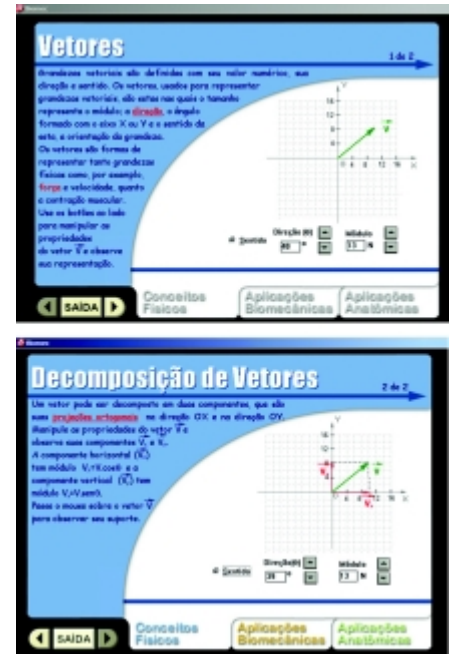 Vetores
1 de 2
Grandezas vetoriais são definidas com seu valor numérico, sua
direção e sentido. Os vetores, usados para representar
grandezas vetoriais, são setas nas quais o tamanho
representa o módulo; a direção, o ângulo
formado com o eixo X ou Y e o sentido da
seta, a orientação da grandeza.
Os vetores são formas de
representar tanto grandezas
físicas como, por exemplo,
força e velocidade, quanto
a contração muscular.
Use os botões ao lado
para manipular as
propriedades
do vetor V e observe
sua representação.
Y
X
V
Sentido
Direção (θ)
Módulo
13 N
SAÍDA
Conceitos
Físicos
Aplicações
Biomecânicas
Aplicações
Anatômicas
Decomposição de Vetores
2 de 2
Um vetor pode ser decomposto em duas componentes, que são
suas projeções ortogonais na direção OX e na direção OY.
Manipule as propriedades do vetor V e
observe suas componentes Vx e Vy.
A componente horizontal (Vx)
tem módulo Vx=V.cosθ e a
componente vertical (Vy) tem
módulo Vy=V.senθ.
Passe o mouse sobre o vetor V
para observar seu suporte.
Y
X
V
Sentido
Direção(θ)
Módulo
13 N
SAÍDA
Conceitos
Físicos
Aplicações
Biomecânicas
Aplicações
Anatômicas